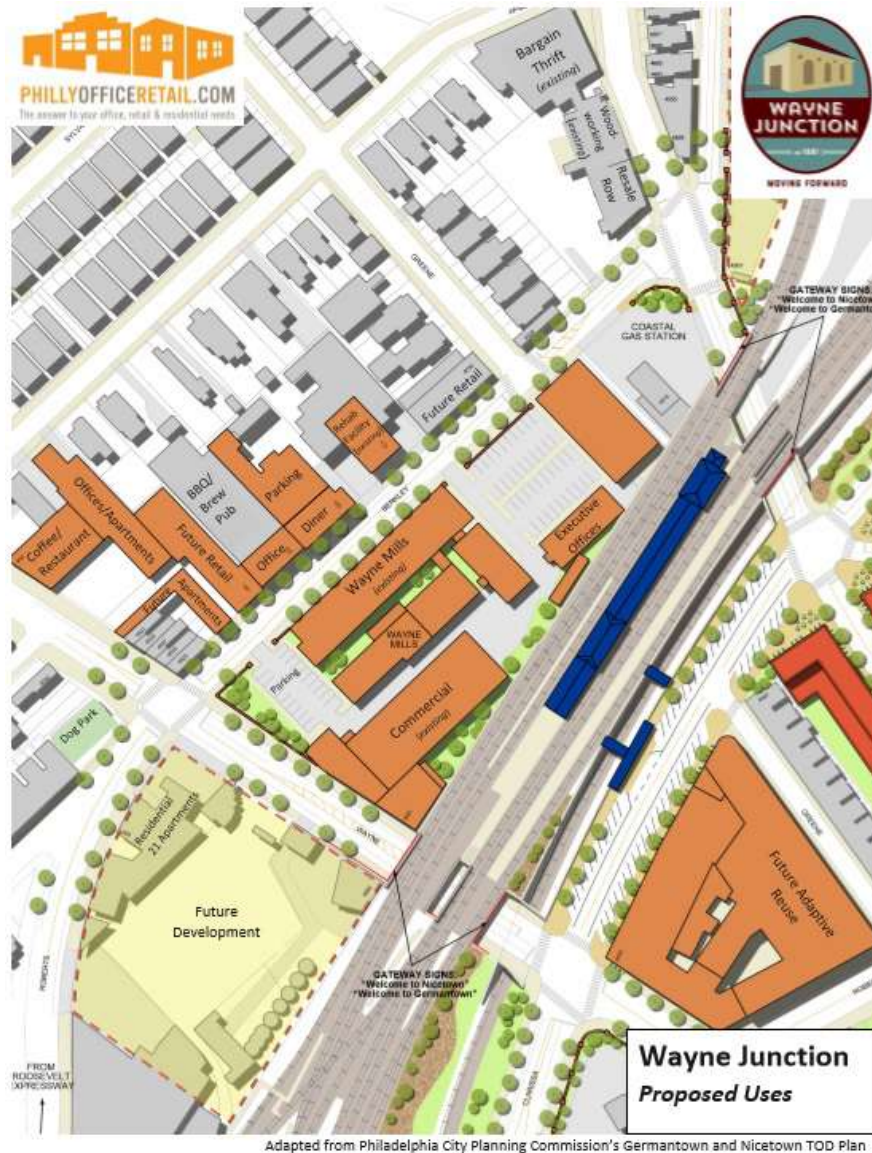 PHILLYOFFICERETAIL.COM
The answer to your office, retail & residential needs
WAYNE
JUNCTION
MOVING FORWARD
Bargain
Thrift
(existing)
Wood-
working
(existing)
Resale
Row
GREENE
GATEWAY SIGNS:
"Welcome to Nicetow
"Welcome to Germanto
COASTAL
GAS STATION
Future Retail
Rehab
Facility
(existing)
BERKLEY
Parking
BBQ/
Brew
Pub
Offices/Apartments
Coffee/
Restaurant
Future Retail
Office
Diner
Future
Apartments
Wayne Mills
(existing)
WAYNE
MILLS
Executive
Offices
Parking
Commercial
(existing)
Dog Park
WAYNE
Residential
21 Apartments
Future
Development
GREENE
Future Adaptive
Reuse
GATEWAY SIGNS:
"Welcome to Nicetown"
"Welcome to Germantown"
ROBERTS
FROM
ROOSEVELT
EXPRESSWAY
CLARISSA
Wayne Junction
Proposed Uses
Adapted from Philadelphia City Planning Commission's Germantown and Nicetown TOD Plan